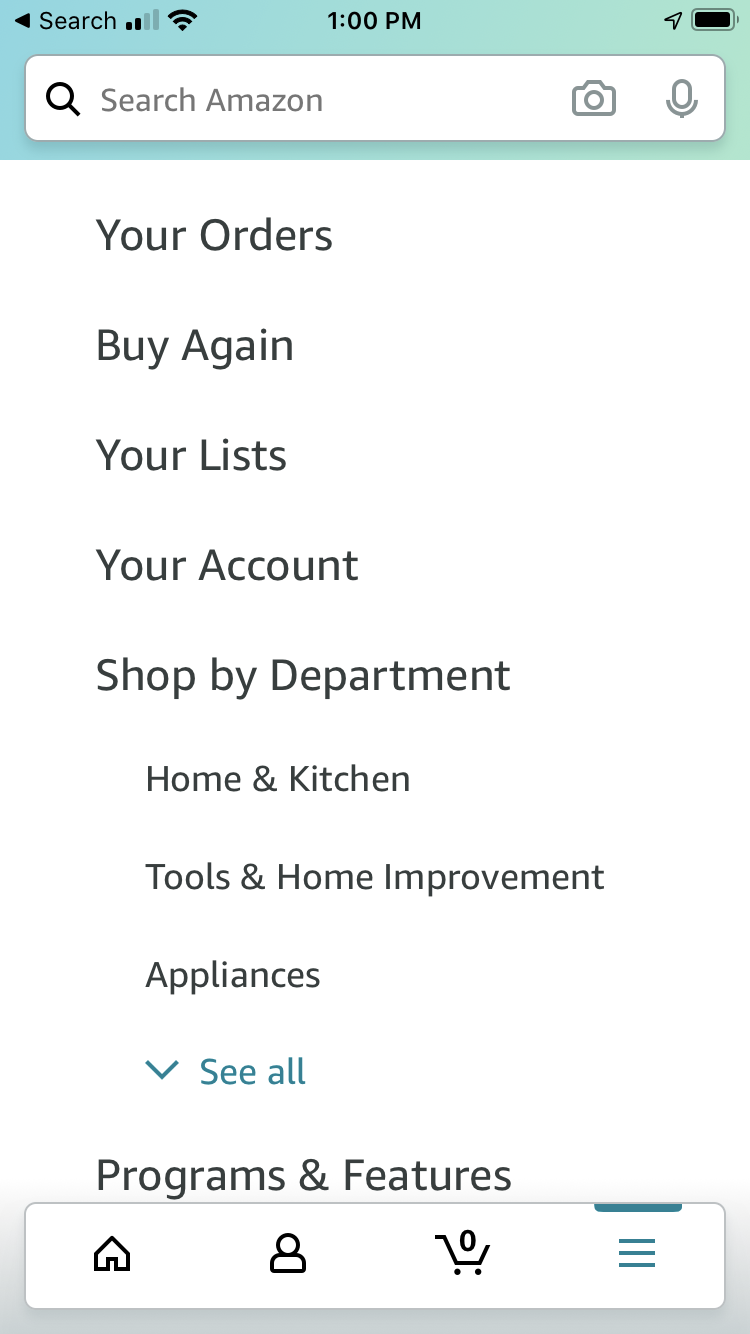 Search
1:00 PM
Search Amazon
Your Orders
Buy Again
Your Lists
Your Account
Shop by Department
Home & Kitchen
Tools & Home Improvement
Appliances
See all
Programs & Features
0